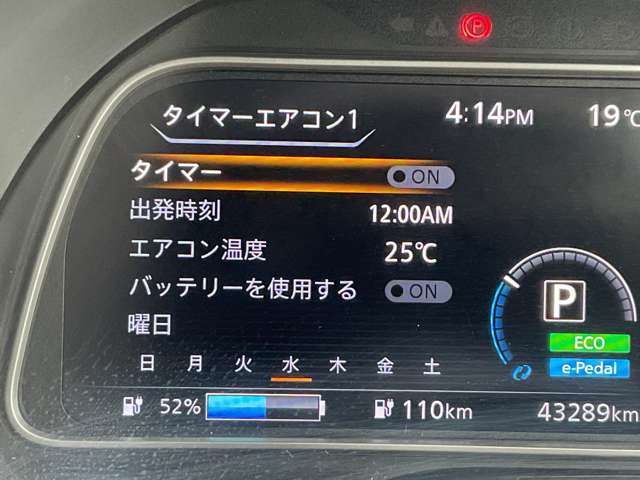 タイマーエアコン1 4:14PM 19℃
タイマー ON
出発時刻 12:00AM
エアコン温度 25℃
バッテリーを使用する ON
P
曜日
ECO
日 月 火 水 木 金 土
e-Pedal
52% 110km 43289km